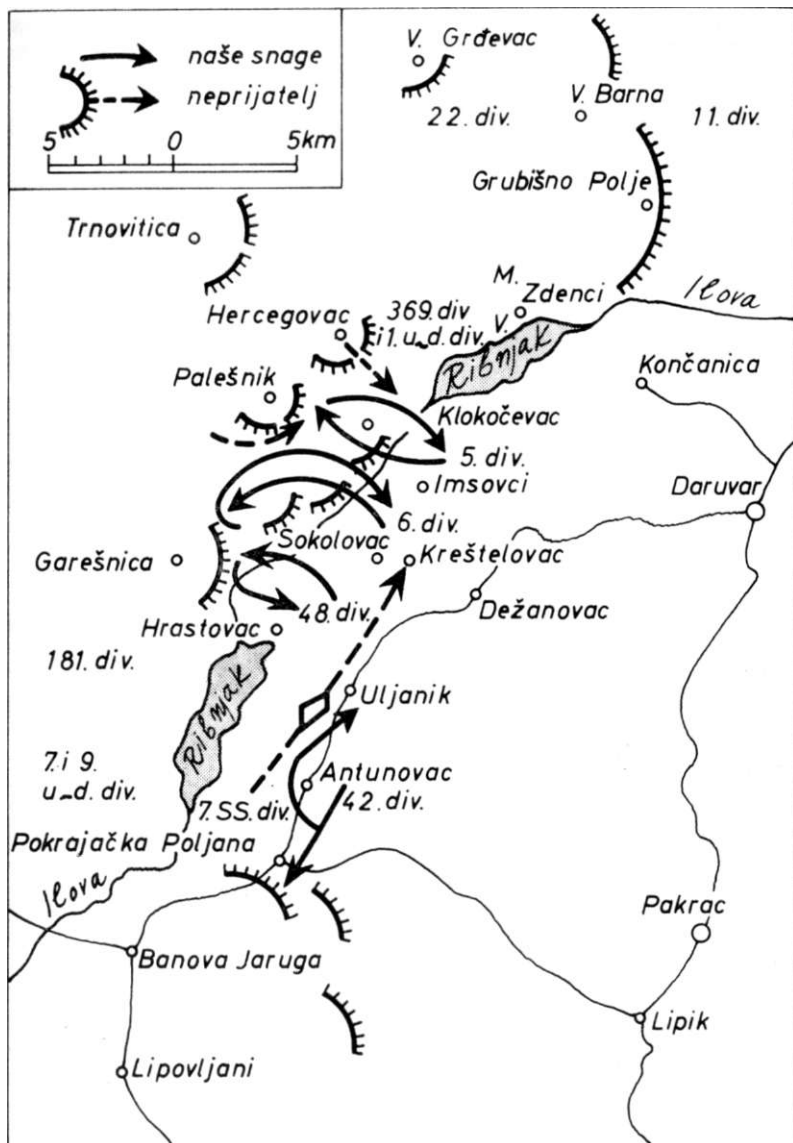 naše snage
neprijatelj
5 0 5km
V. Grđevac
V. Barna
22. div.
11. div.
Grubišno Polje
Trnovitica
M.
Zdenci
V.
Ilova
Hercegovac
369. div
i 1. u-d. div.
Ribnjak
Končanica
Palešnik
Klokočevac
5. div.
Imsovci
Daruvar
6. div.
Sokolovac
Kreštelovac
Garešnica
Dežanovac
48. div.
Hrastovac
181. div.
Ribnjak
Uljanik
7. i 9.
u-d. div.
Antunovac
42. div.
7. SS. div.
Pokrajačka Poljana
Ilova
Pakrac
Banova Jaruga
Lipik
Lipovljani